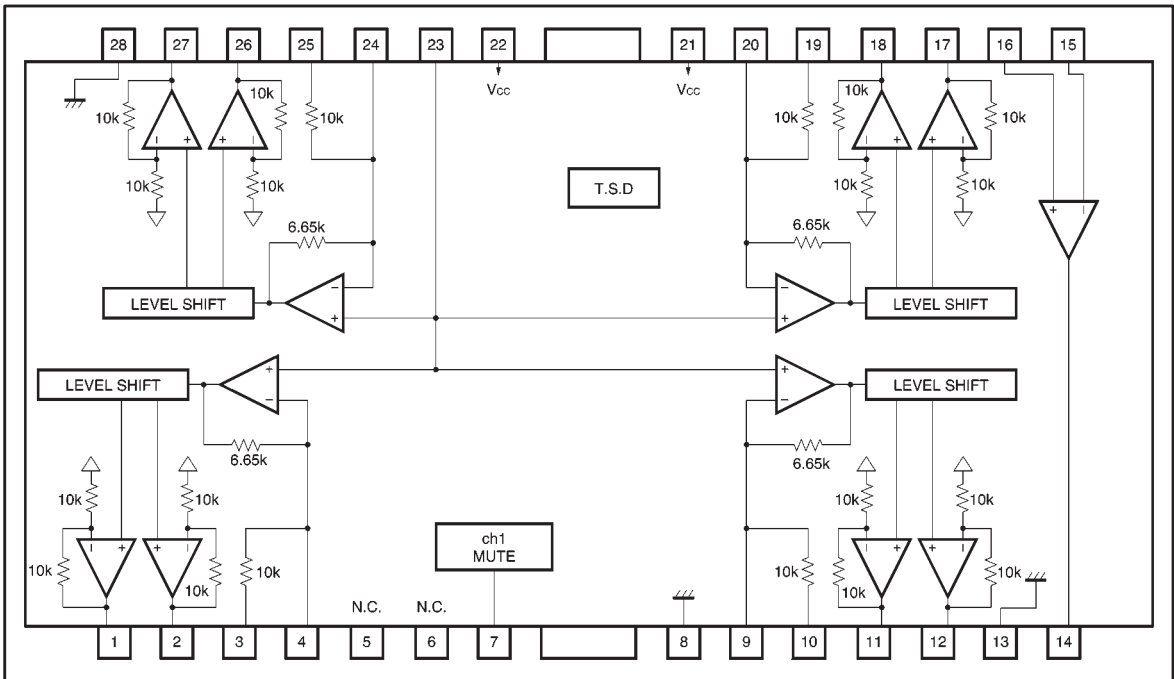 28 27 26 25 24 23 22 21 20 19 18 17 16 15
VCC VCC
10k 10k 10k 10k 10k 10k
+ + + +
− − − −
10k 10k 10k 10k
T.S.D
+ −
6.65k 6.65k
− −
LEVEL SHIFT LEVEL SHIFT
+ +
+ +
LEVEL SHIFT LEVEL SHIFT
− −
6.65k 6.65k
10k 10k 10k 10k
− + + − − + + −
ch1
MUTE
10k 10k 10k 10k 10k 10k
N.C. N.C.
1 2 3 4 5 6 7 8 9 10 11 12 13 14